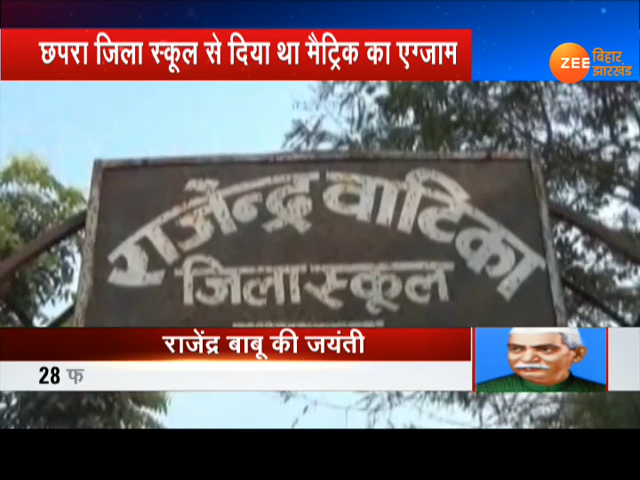 छपरा जिला स्कूल से दिया था मैट्रिक का एग्जाम
ZEE बिहार झारखंड
राजेन्द्र वाटिका
जिला स्कूल
राजेंद्र बाबू की जयंती
28 फ